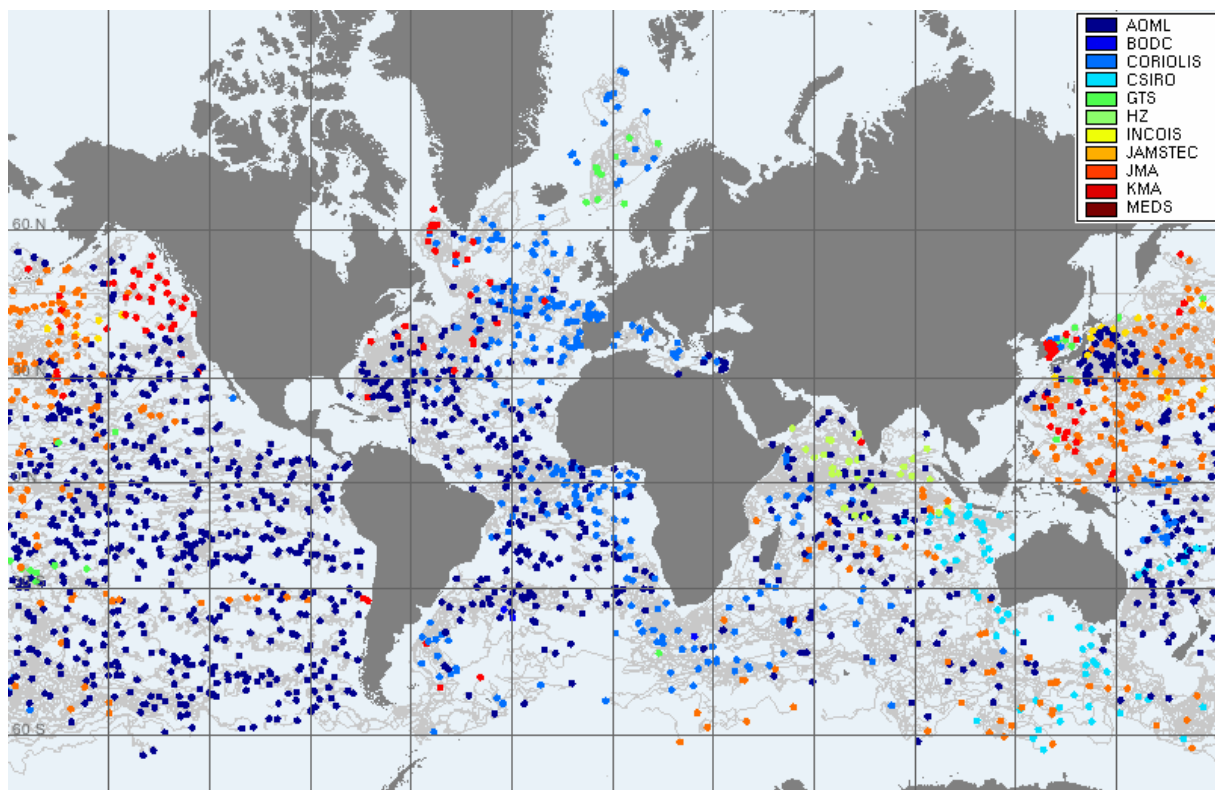 AOML
BODC
CORIOLIS
CSIRO
GTS
HZ
INCOIS
JAMSTEC
JMA
KMA
MEDS
60 N
60 S